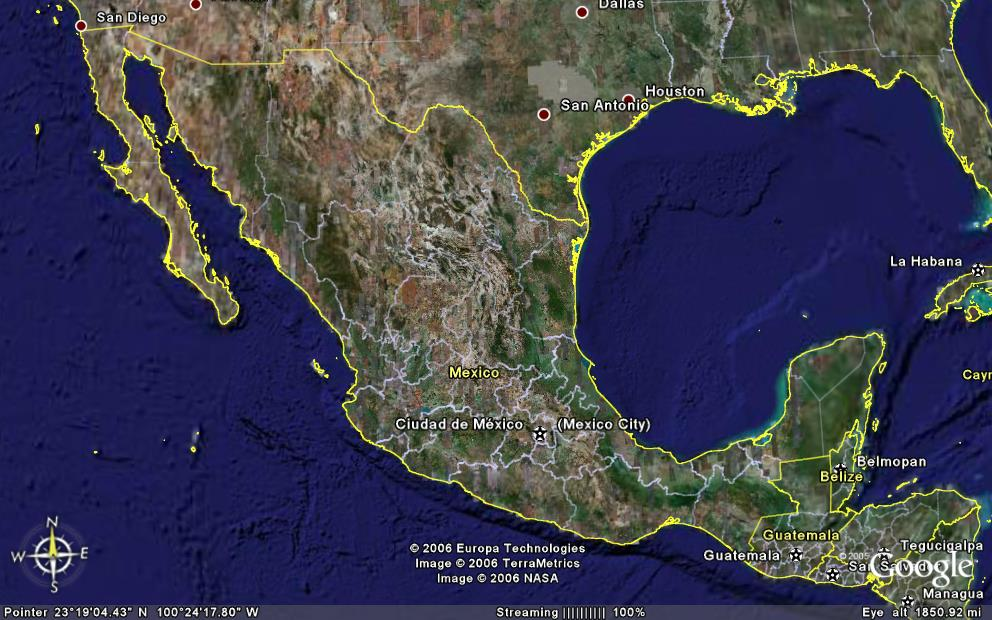 Dallas
San Diego
Houston
San Antonio
La Habana
Mexico
Cayr
Ciudad de México (Mexico City)
Belmopan
Belize
Guatemala
Guatemala
Tegucigalpa
© 2005
San Salvado
Google
Managua
N
W E
S
© 2006 Europa Technologies
Image © 2006 TerraMetrics
Image © 2006 NASA
Pointer 23°19'04.43" N 100°24'17.80" W Streaming |||||||||| 100% Eye alt 1850.92 mi